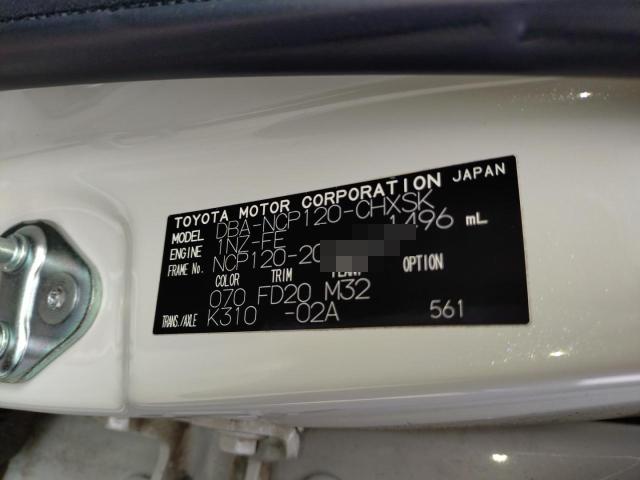 TOYOTA MOTOR CORPORATION JAPAN
MODEL DBA-NCP120-CHXSK
ENGINE 1NZ-FE 1496 mL
FRAME No. NCP120-20
COLOR TRIM PLANT OPTION
070 FD20 M32
TRANS./AXLE K310 -02A 561